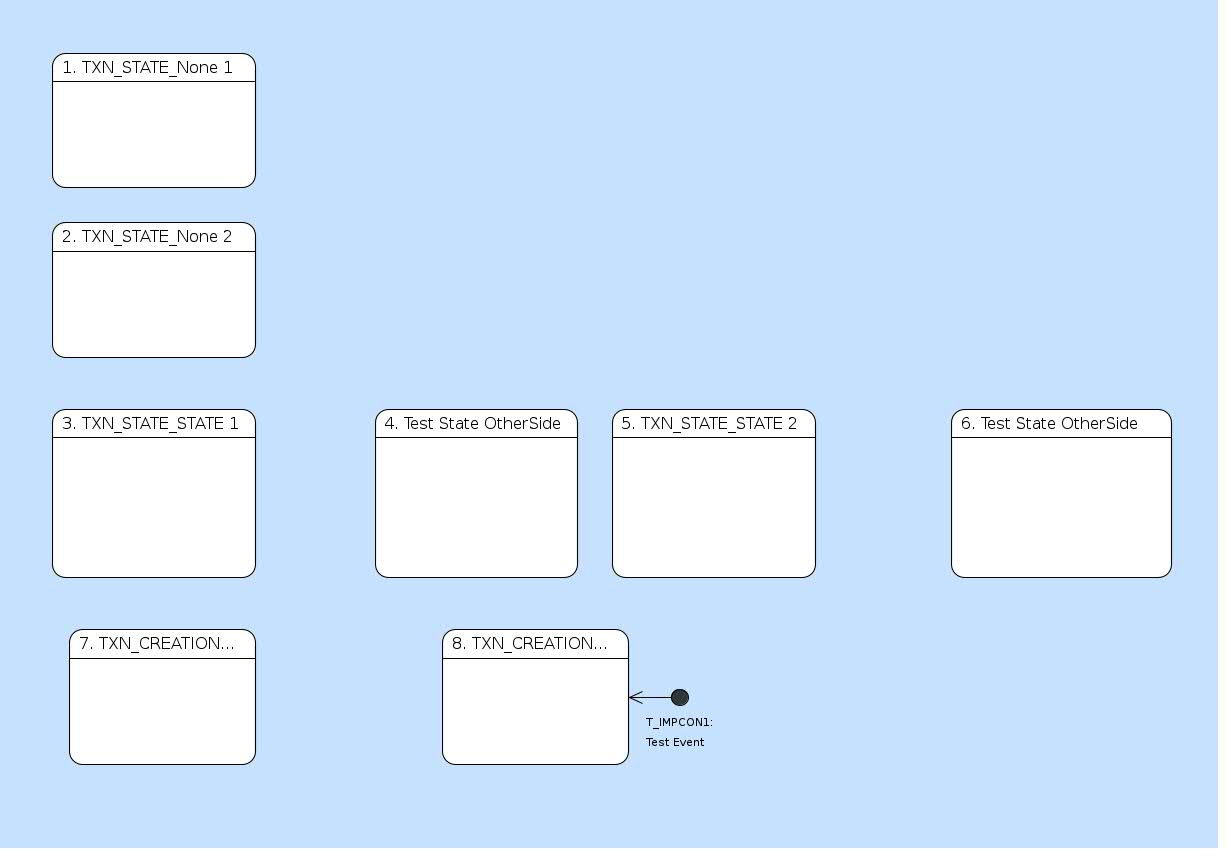 1. TXN_STATE_None 1
2. TXN_STATE_None 2
3. TXN_STATE_STATE 1
4. Test State OtherSide
5. TXN_STATE_STATE 2
6. Test State OtherSide
7. TXN_CREATION...
8. TXN_CREATION...
T_IMPCON1:
Test Event